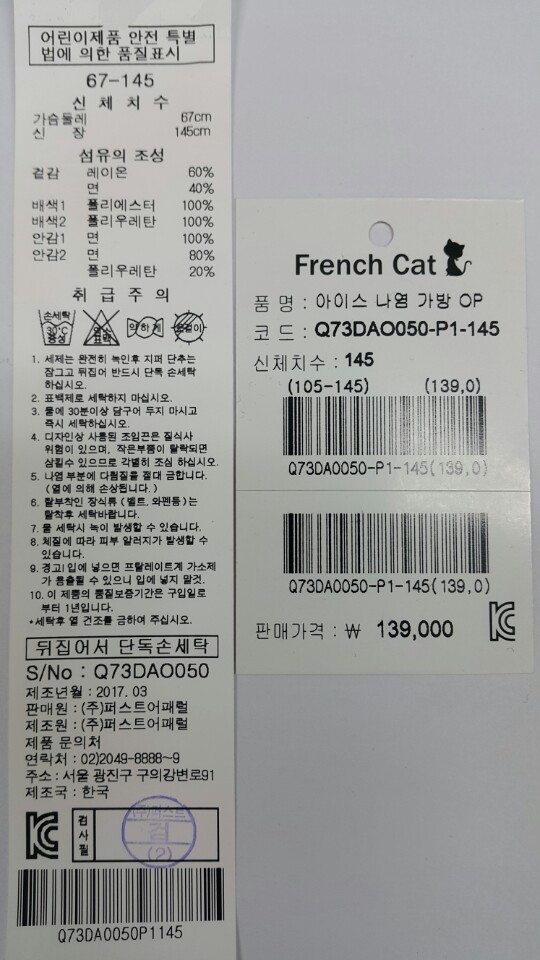 어린이제품 안전 특별
법에 의한 품질표시
67-145
신 체 치 수
가슴둘레 67cm
신 장 145cm
섬유의 조성
겉감 레이온 60%
면 40%
배색1 폴리에스터 100%
배색2 폴리우레탄 100%
안감1 면 100%
안감2 면 80%
폴리우레탄 20%
취 급 주 의
손세탁
30°C
중성
염소
표백
약 하 게
옷걸이
1. 세제는 완전히 녹인후 지퍼 단추는
잠그고 뒤집어 반드시 단독 손세탁
하십시오.
2. 표백제로 세탁하지 마십시오.
3. 물에 30분이상 담구어 두지 마시고
즉시 세탁하십시오.
4. 디자인상 사용된 조임끈은 질식사
위험이 있으며, 작은부품이 탈락되면
삼킬수 있으므로 각별히 조심 하십시오.
5. 나염 부분에 다림질을 절대 금합니다.
(열에 의해 손상됩니다.)
6. 탈부착인 장식류(벨트, 와펜등)는
탈착후 세탁바랍니다.
7. 물 세탁시 녹이 발생할 수 있습니다.
8. 체질에 따라 피부 알러지가 발생할 수
있습니다.
9. 경고!입에 넣으면 프탈레이트계 가소제
가 용출될 수 있으니 입에 넣지 말것.
10. 이 제품의 품질보증기간은 구입일로
부터 1년입니다.
*세탁후 열 건조를 금하여 주십시오.
뒤집어서 단독손세탁
S/No : Q73DAO050
제조년월 : 2017. 03
판매원 : (주)퍼스트어패럴
제조원 : (주)퍼스트어패럴
제품 문의처
연락처 : 02)2049-8888~9
주소 : 서울 광진구 구의강변로91
제조국 : 한국
검사필
(주)퍼스트
검
(2)
Q73DA0050P1145
French Cat
품 명 : 아이스 나염 가방 OP
코 드 : Q73DAO050-P1-145
신체치수 : 145
(105-145) (139,0)
Q73DA0050-P1-145(139,0)
Q73DA0050-P1-145(139,0)
판매가격 : ₩ 139,000